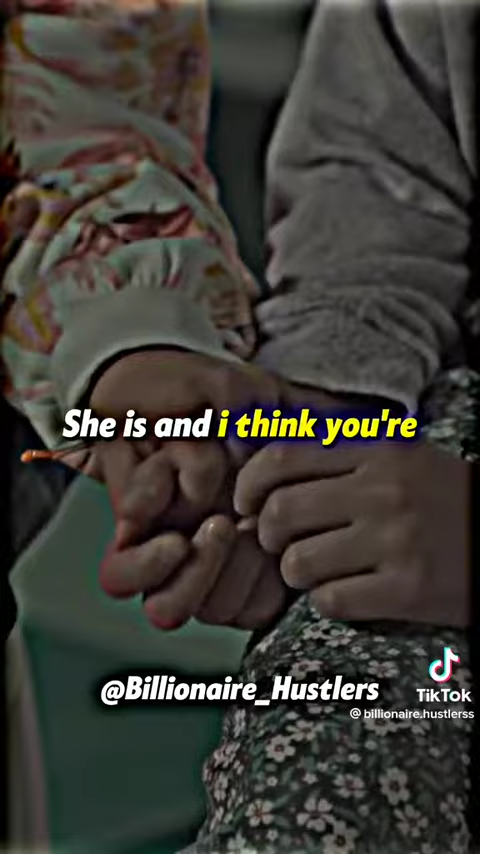 She is and i think you're
@Billionaire_Hustlers
TikTok
@billionaire.hustlerss